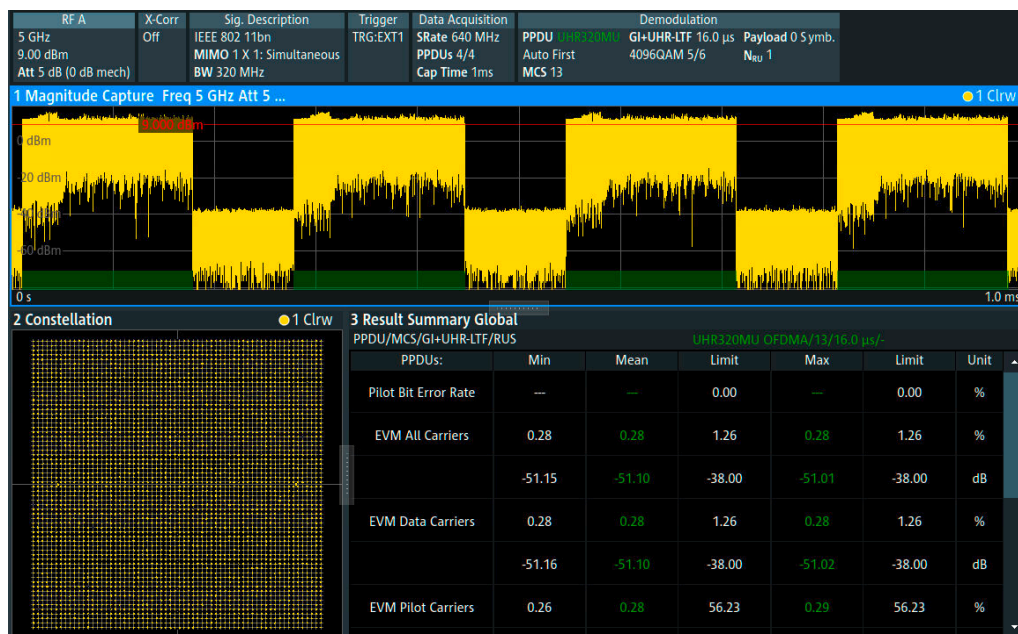 RF A X-Corr Sig. Description Trigger Data Acquisition Demodulation
5 GHz Off IEEE 802 11bn TRG:EXT1 SRate 640 MHz PPDU UHR320MU GI+UHR-LTF 16.0 µs Payload 0 Symb.
9.00 dBm MIMO 1 X 1: Simultaneous PPDUs 4/4 Auto First 4096QAM 5/6 NRU 1
Att 5 dB (0 dB mech) BW 320 MHz Cap Time 1ms MCS 13
1 Magnitude Capture Freq 5 GHz Att 5 ... 1 Clrw
0 dBm
-20 dBm
-60 dBm
0 s 1.0 ms
2 Constellation 1 Clrw 3 Result Summary Global
PPDU/MCS/GI+UHR-LTF/RUS UHR320MU OFDMA/13/16.0 µs/-
PPDUs: Min Mean Limit Max Limit Unit
Pilot Bit Error Rate --- --- 0.00 --- 0.00 %
EVM All Carriers 0.28 0.28 1.26 0.28 1.26 %
-51.15 -51.10 -38.00 -51.01 -38.00 dB
EVM Data Carriers 0.28 0.28 1.26 0.28 1.26 %
-51.16 -51.10 -38.00 -51.02 -38.00 dB
EVM Pilot Carriers 0.26 0.28 56.23 0.29 56.23 %